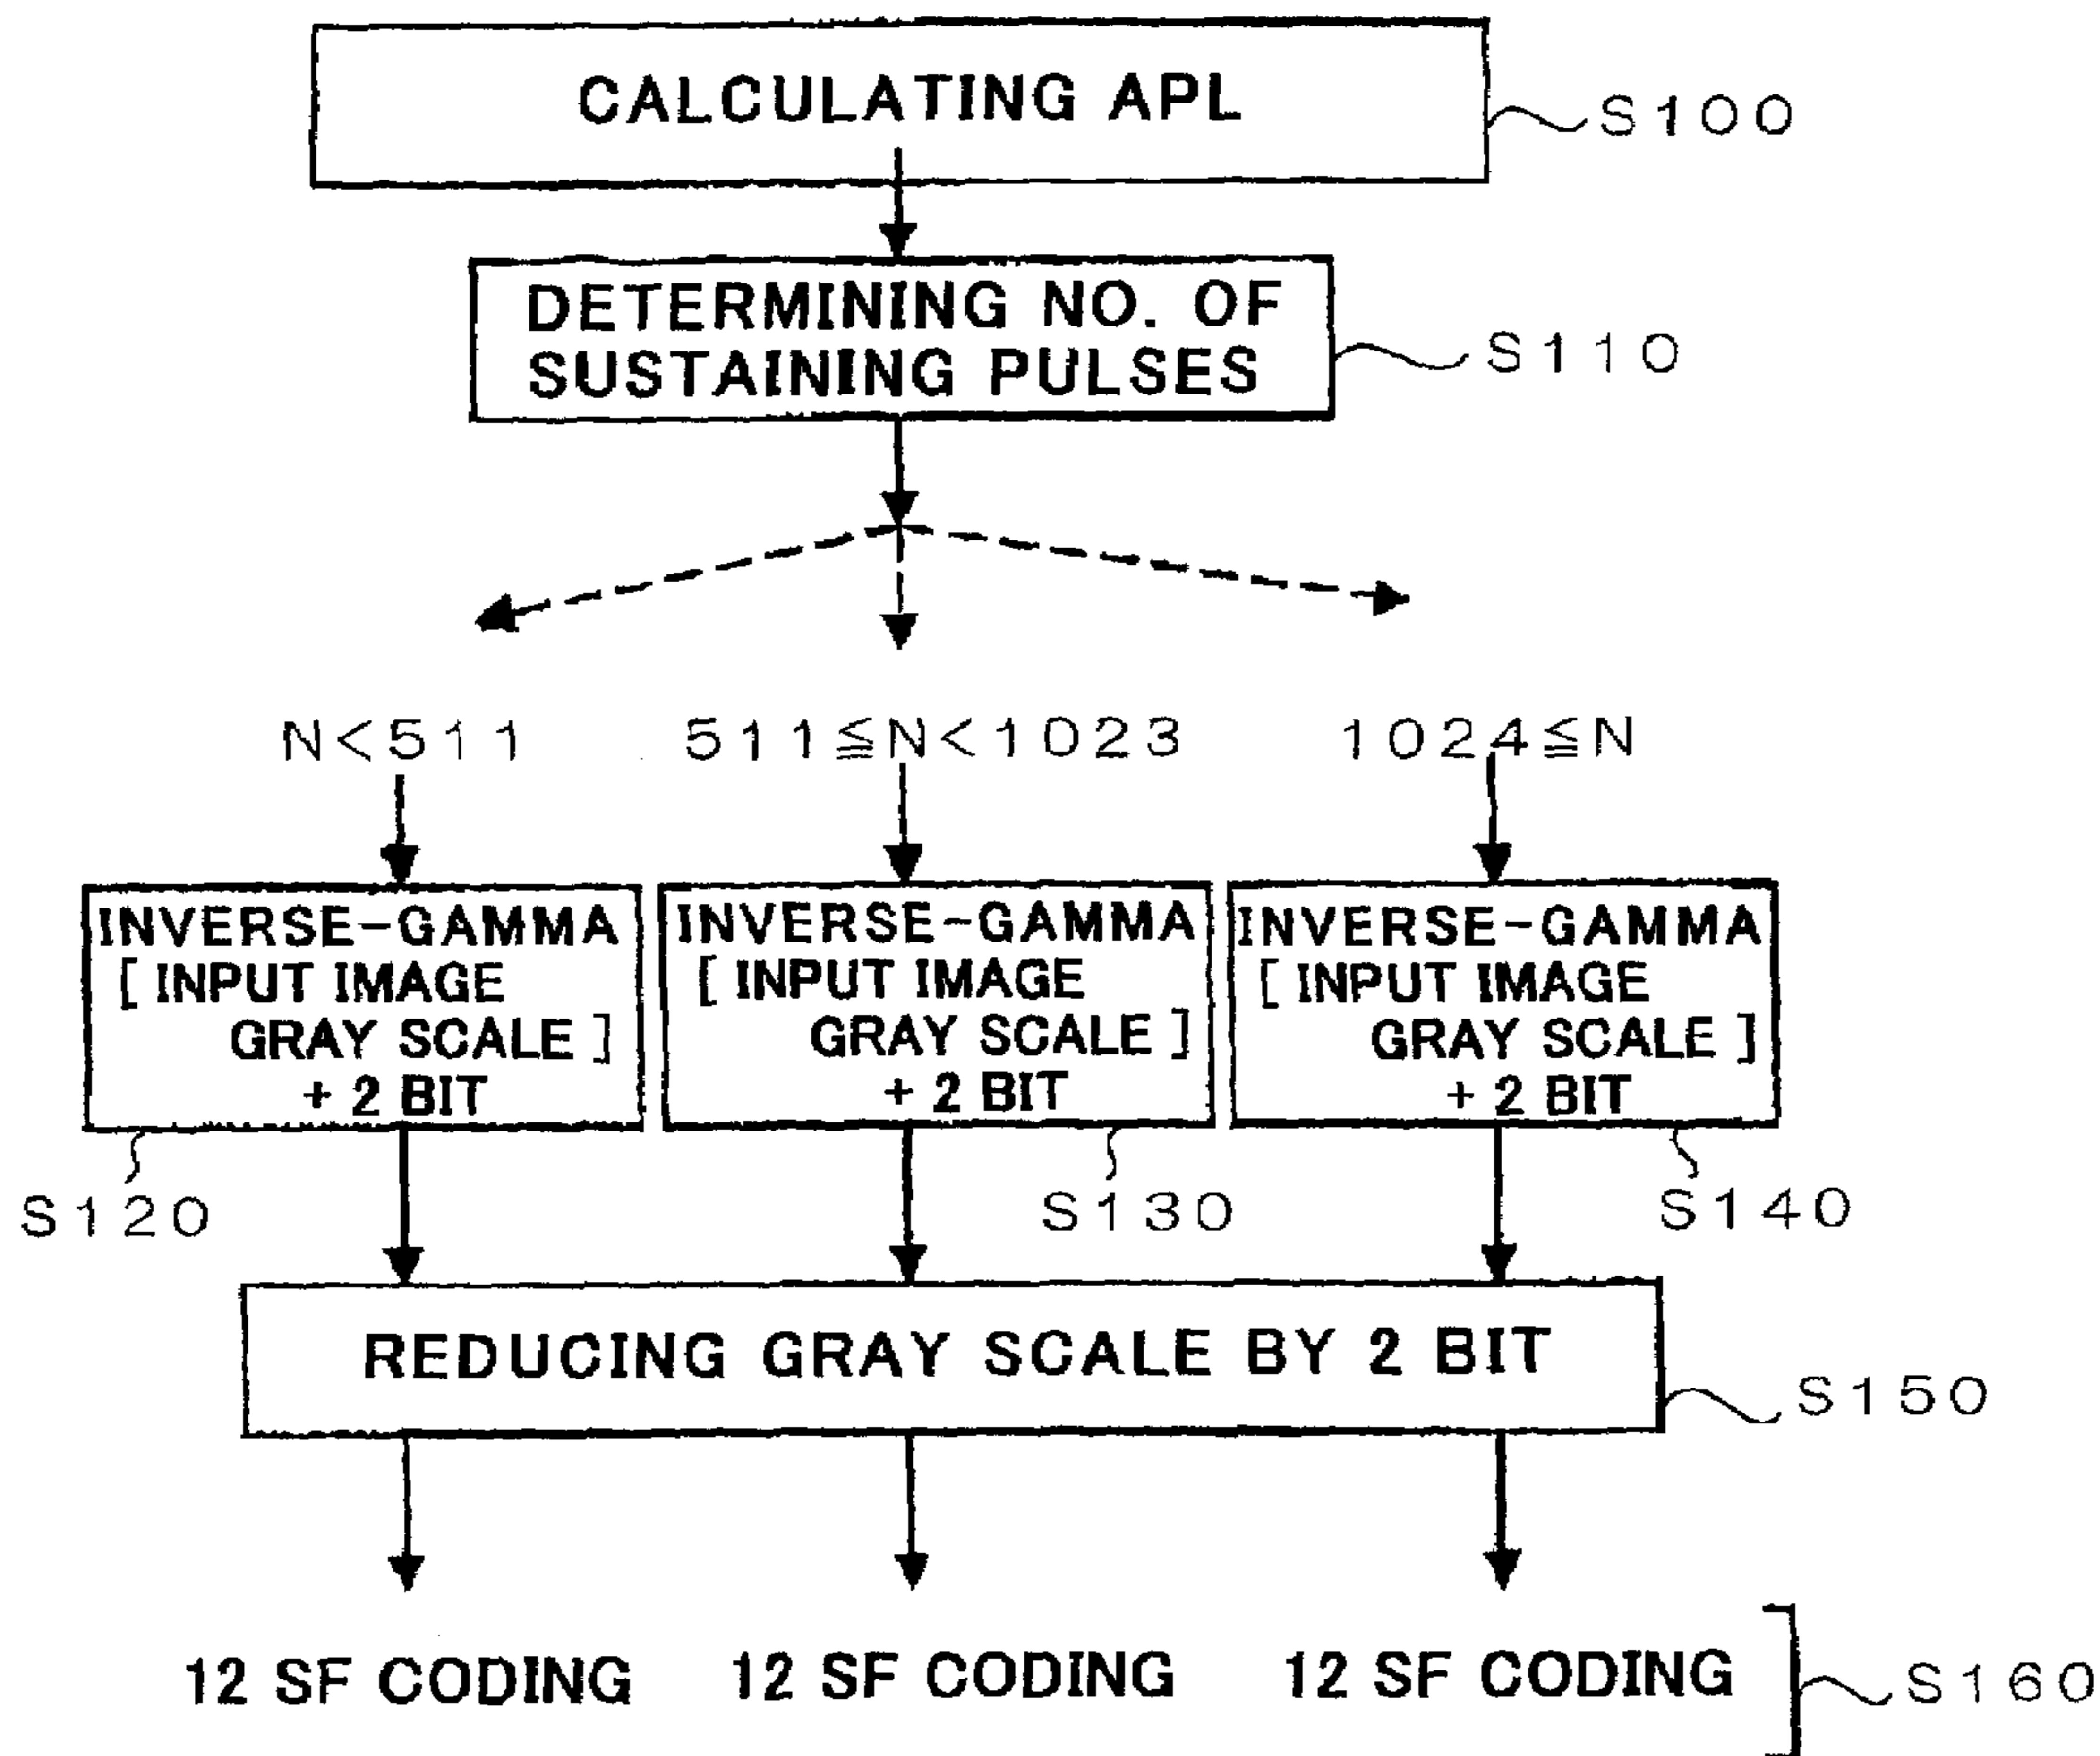 CALCULATING APL
S100
DETERMINING NO. OF
SUSTAINING PULSES
S110
N<511
511≦N<1023
1024≦N
INVERSE-GAMMA
[ INPUT IMAGE
GRAY SCALE ]
+ 2 BIT
S120
INVERSE-GAMMA
[ INPUT IMAGE
GRAY SCALE ]
+ 2 BIT
S130
INVERSE-GAMMA
[ INPUT IMAGE
GRAY SCALE ]
+ 2 BIT
S140
REDUCING GRAY SCALE BY 2 BIT
S150
12 SF CODING
12 SF CODING
12 SF CODING
S160